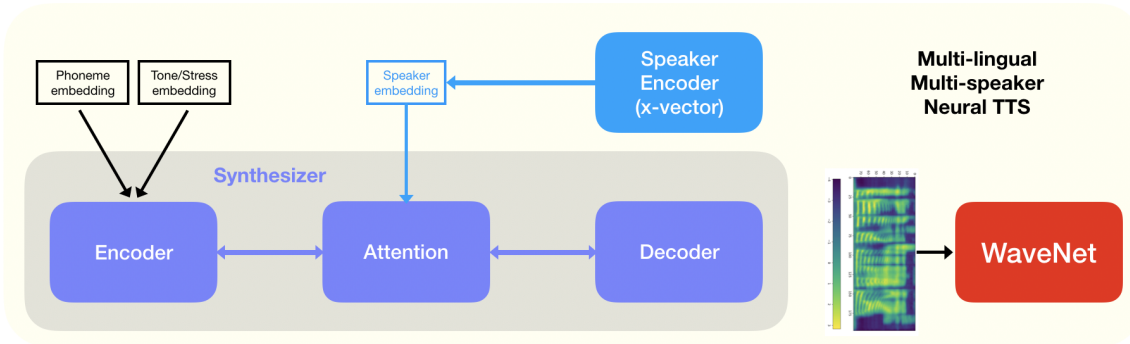 Phoneme
embedding
Tone/Stress
embedding
Speaker
embedding
Speaker
Encoder
(x-vector)
Multi-lingual
Multi-speaker
Neural TTS
Synthesizer
Encoder
Attention
Decoder
WaveNet